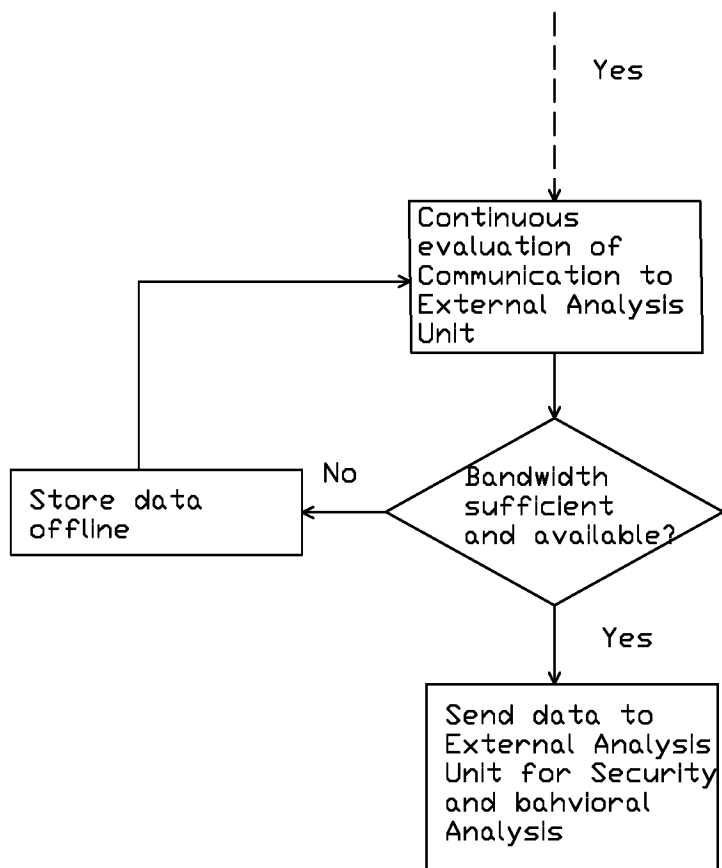 Yes
Continuous
evaluation of
Communication to
External Analysis
Unit
No
Bandwidth
sufficient
and available?
Store data
offline
Yes
Send data to
External Analysis
Unit for Security
and bahvioral
Analysis